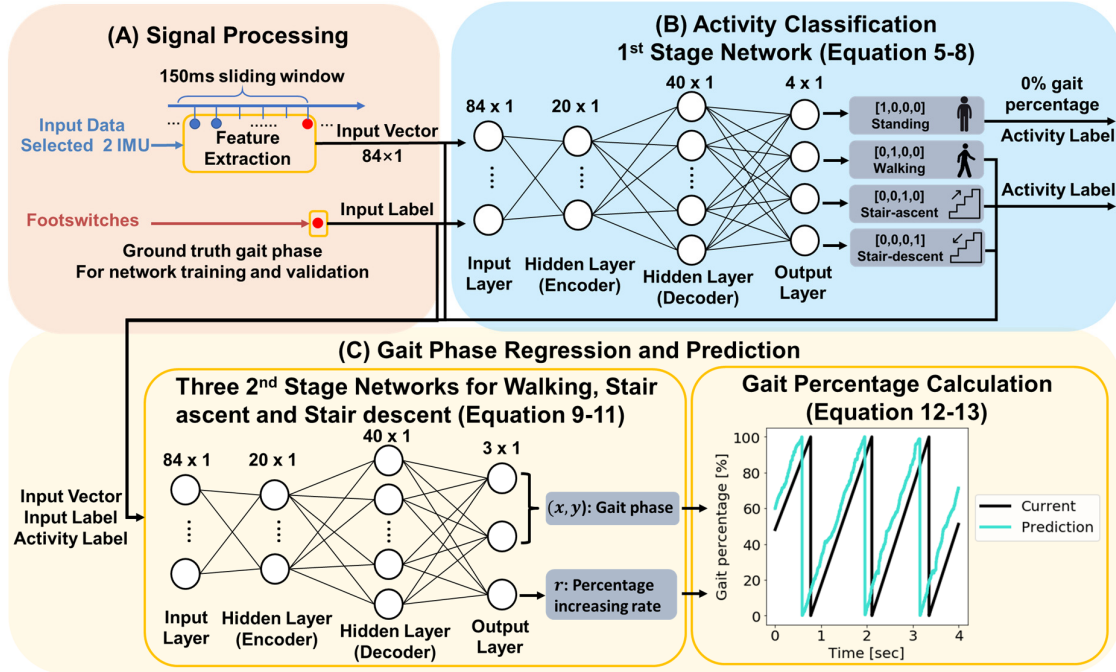 (A) Signal Processing
150ms sliding window
Input Data
Selected 2 IMU
... ...... ...
Feature
Extraction
Input Vector
84×1
Footswitches
Input Label
Ground truth gait phase
For network training and validation
(B) Activity Classification
1st Stage Network (Equation 5-8)
84 x 1
20 x 1
40 x 1
4 x 1
Input
Layer
Hidden Layer
(Encoder)
Hidden Layer
(Decoder)
Output
Layer
[1,0,0,0]
Standing
[0,1,0,0]
Walking
[0,0,1,0]
Stair-ascent
[0,0,0,1]
Stair-descent
0% gait
percentage
Activity Label
Activity Label
(C) Gait Phase Regression and Prediction
Input Vector
Input Label
Activity Label
Three 2nd Stage Networks for Walking, Stair
ascent and Stair descent (Equation 9-11)
84 x 1
20 x 1
40 x 1
3 x 1
Input
Layer
Hidden Layer
(Encoder)
Hidden Layer
(Decoder)
Output
Layer
(x, y): Gait phase
r: Percentage
increasing rate
Gait Percentage Calculation
(Equation 12-13)
Gait percentage [%]
100
80
60
40
20
0
0 1 2 3 4
Time [sec]
Current
Prediction